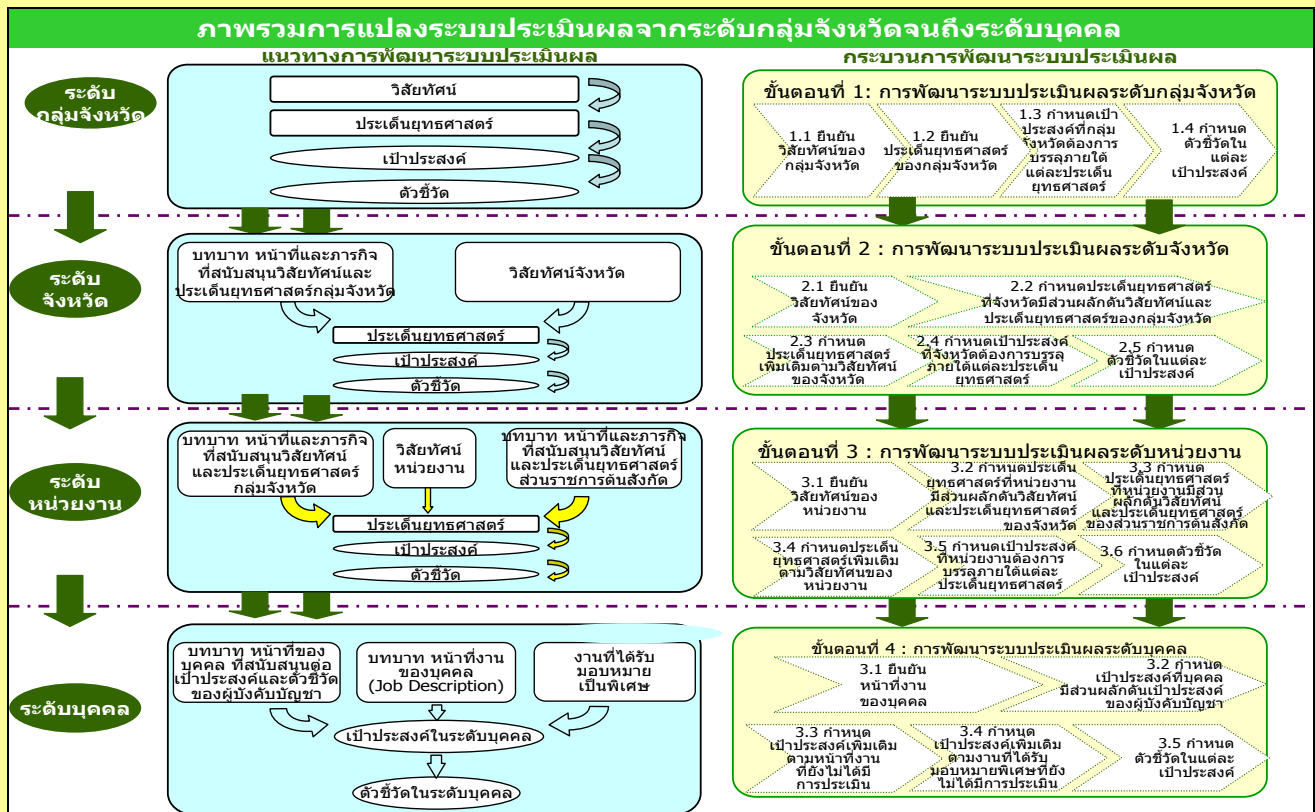 ภาพรวมการแปลงระบบประเมินผลจากระดับกลุ่มจังหวัดจนถึงระดับบุคคล
แนวทางการพัฒนาระบบประเมินผล
กระบวนการพัฒนาระบบประเมินผล
ระดับ
กลุ่มจังหวัด
วิสัยทัศน์
ประเด็นยุทธศาสตร์
เป้าประสงค์
ตัวชี้วัด
ขั้นตอนที่ 1: การพัฒนาระบบประเมินผลระดับกลุ่มจังหวัด
1.1 ยืนยัน
วิสัยทัศน์ของ
กลุ่มจังหวัด
1.2 ยืนยัน
ประเด็นยุทธศาสตร์
ของกลุ่มจังหวัด
1.3 กำหนดเป้า
ประสงค์ที่กลุ่ม
จังหวัดต้องการ
บรรลุภายใต้
แต่ละประเด็น
ยุทธศาสตร์
1.4 กำหนด
ตัวชี้วัดใน
แต่ละ
เป้าประสงค์
ระดับ
จังหวัด
บทบาท หน้าที่และภารกิจ
ที่สนับสนุนวิสัยทัศน์และ
ประเด็นยุทธศาสตร์กลุ่มจังหวัด
วิสัยทัศน์จังหวัด
ประเด็นยุทธศาสตร์
เป้าประสงค์
ตัวชี้วัด
ขั้นตอนที่ 2 : การพัฒนาระบบประเมินผลระดับจังหวัด
2.1 ยืนยัน
วิสัยทัศน์ของ
จังหวัด
2.2 กำหนดประเด็นยุทธศาสตร์
ที่จังหวัดมีส่วนผลักดันวิสัยทัศน์และ
ประเด็นยุทธศาสตร์ของกลุ่มจังหวัด
2.3 กำหนด
ประเด็นยุทธศาสตร์
เพิ่มเติมตามวิสัยทัศน์
ของจังหวัด
2.4 กำหนดเป้าประสงค์
ที่จังหวัดต้องการบรรลุ
ภายใต้แต่ละประเด็น
ยุทธศาสตร์
2.5 กำหนด
ตัวชี้วัดในแต่ละ
เป้าประสงค์
ระดับ
หน่วยงาน
บทบาท หน้าที่และภารกิจ
ที่สนับสนุนวิสัยทัศน์
และประเด็นยุทธศาสตร์
กลุ่มจังหวัด
วิสัยทัศน์
หน่วยงาน
บทบาท หน้าที่และภารกิจ
ที่สนับสนุนวิสัยทัศน์
และประเด็นยุทธศาสตร์
ส่วนราชการต้นสังกัด
ประเด็นยุทธศาสตร์
เป้าประสงค์
ตัวชี้วัด
ขั้นตอนที่ 3 : การพัฒนาระบบประเมินผลระดับหน่วยงาน
3.1 ยืนยัน
วิสัยทัศน์ของ
หน่วยงาน
3.2 กำหนดประเด็น
ยุทธศาสตร์ที่หน่วยงาน
มีส่วนผลักดันวิสัยทัศน์
และประเด็นยุทธศาสตร์
ของจังหวัด
3.3 กำหนด
ประเด็นยุทธศาสตร์
ที่หน่วยงานมีส่วน
ผลักดันวิสัยทัศน์
และประเด็นยุทธศาสตร์
ของส่วนราชการต้นสังกัด
3.4 กำหนดประเด็น
ยุทธศาสตร์เพิ่มเติม
ตามวิสัยทัศนของ
หน่วยงาน
3.5 กำหนดเป้าประสงค์
ที่หน่วยงานต้องการ
บรรลุภายใต้แต่ละ
ประเด็นยุทธศาสตร์
3.6 กำหนดตัวชี้วัด
ในแต่ละ
เป้าประสงค์
ระดับบุคคล
บทบาท หน้าที่ของ
บุคคล ที่สนับสนุนต่อ
เป้าประสงค์และตัวชี้วัด
ของผู้บังคับบัญชา
บทบาท หน้าที่งาน
ของบุคคล
(Job Description)
งานที่ได้รับ
มอบหมาย
เป็นพิเศษ
เป้าประสงค์ในระดับบุคคล
ตัวชี้วัดในระดับบุคคล
ขั้นตอนที่ 4 : การพัฒนาระบบประเมินผลระดับบุคคล
3.1 ยืนยัน
หน้าที่งาน
ของบุคคล
3.2 กำหนด
เป้าประสงค์ที่บุคคล
มีส่วนผลักดันเป้าประสงค์
ของผู้บังคับบัญชา
3.3 กำหนด
เป้าประสงค์เพิ่มเติม
ตามหน้าที่งาน
ที่ยังไม่ได้มี
การประเมิน
3.4 กำหนด
เป้าประสงค์เพิ่มเติม
ตามงานที่ได้รับ
มอบหมายพิเศษที่ยัง
ไม่ได้มีการประเมิน
3.5 กำหนด
ตัวชี้วัดในแต่ละ
เป้าประสงค์